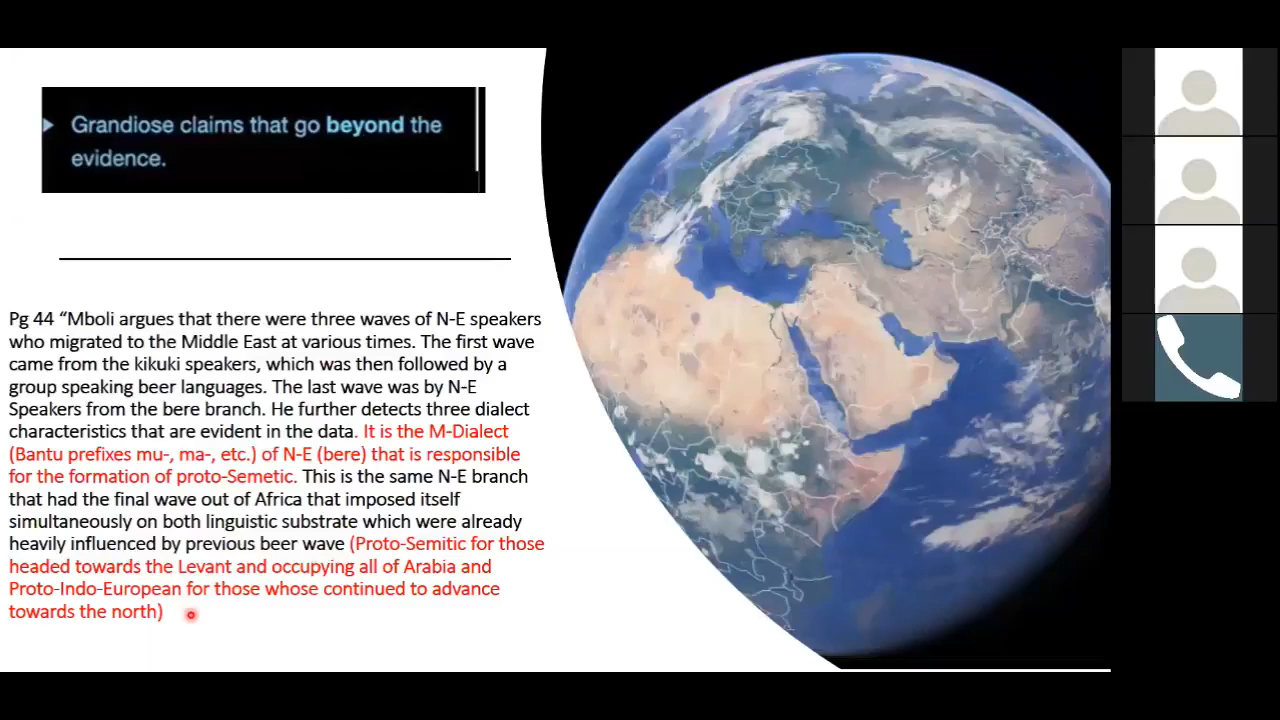 Grandiose claims that go beyond the
evidence.
Pg 44 “Mboli argues that there were three waves of N-E speakers
who migrated to the Middle East at various times. The first wave
came from the kikuki speakers, which was then followed by a
group speaking beer languages. The last wave was by N-E
Speakers from the bere branch. He further detects three dialect
characteristics that are evident in the data. It is the M-Dialect
(Bantu prefixes mu-, ma-, etc.) of N-E (bere) that is responsible
for the formation of proto-Semetic. This is the same N-E branch
that had the final wave out of Africa that imposed itself
simultaneously on both linguistic substrate which were already
heavily influenced by previous beer wave (Proto-Semitic for those
headed towards the Levant and occupying all of Arabia and
Proto-Indo-European for those whose continued to advance
towards the north)